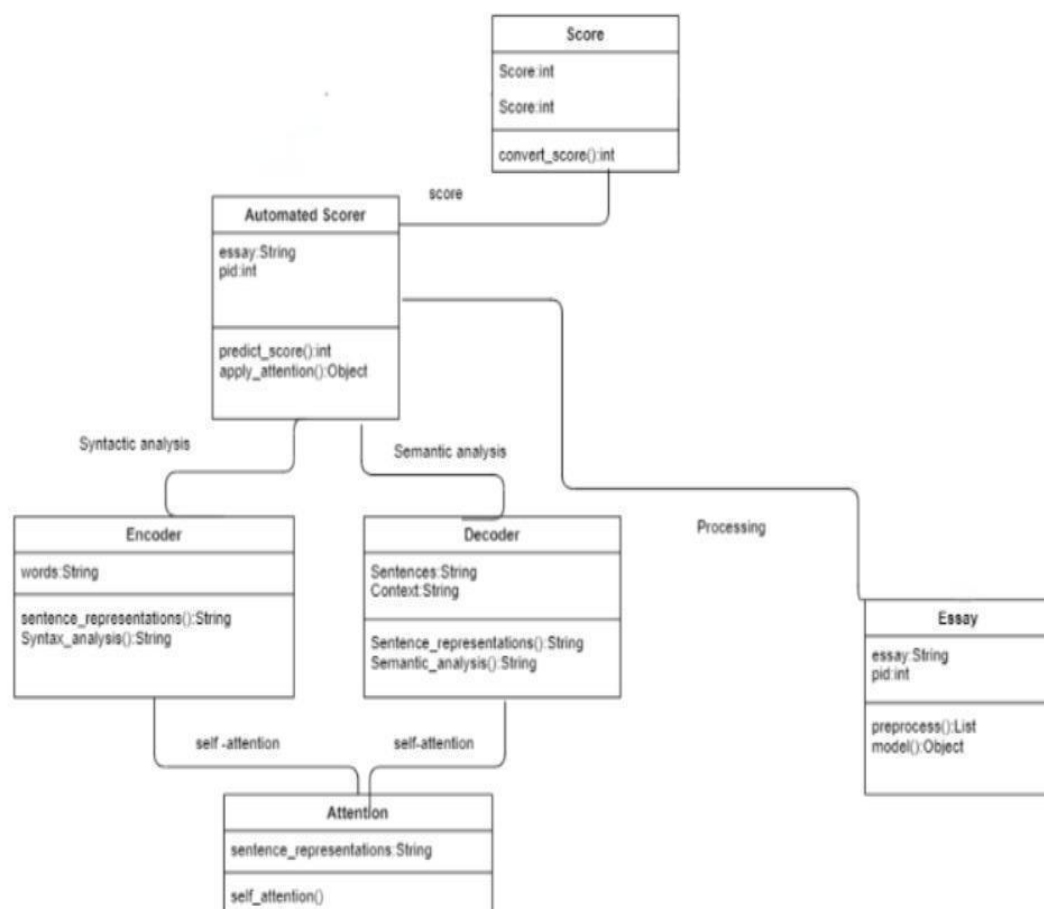 Score
Score:int
Score:int
convert_score():int
score
Automated Scorer
essay:String
pid:int
predict_score():int
apply_attention():Object
Syntactic analysis
Semantic analysis
Encoder
words:String
sentence_representations():String
Syntax_analysis():String
Decoder
Sentences:String
Context:String
Sentence_representations():String
Semantic_analysis():String
Processing
Essay
essay:String
pid:int
preprocess():List
model():Object
self -attention
self-attention
Attention
sentence_representations:String
self_attention()